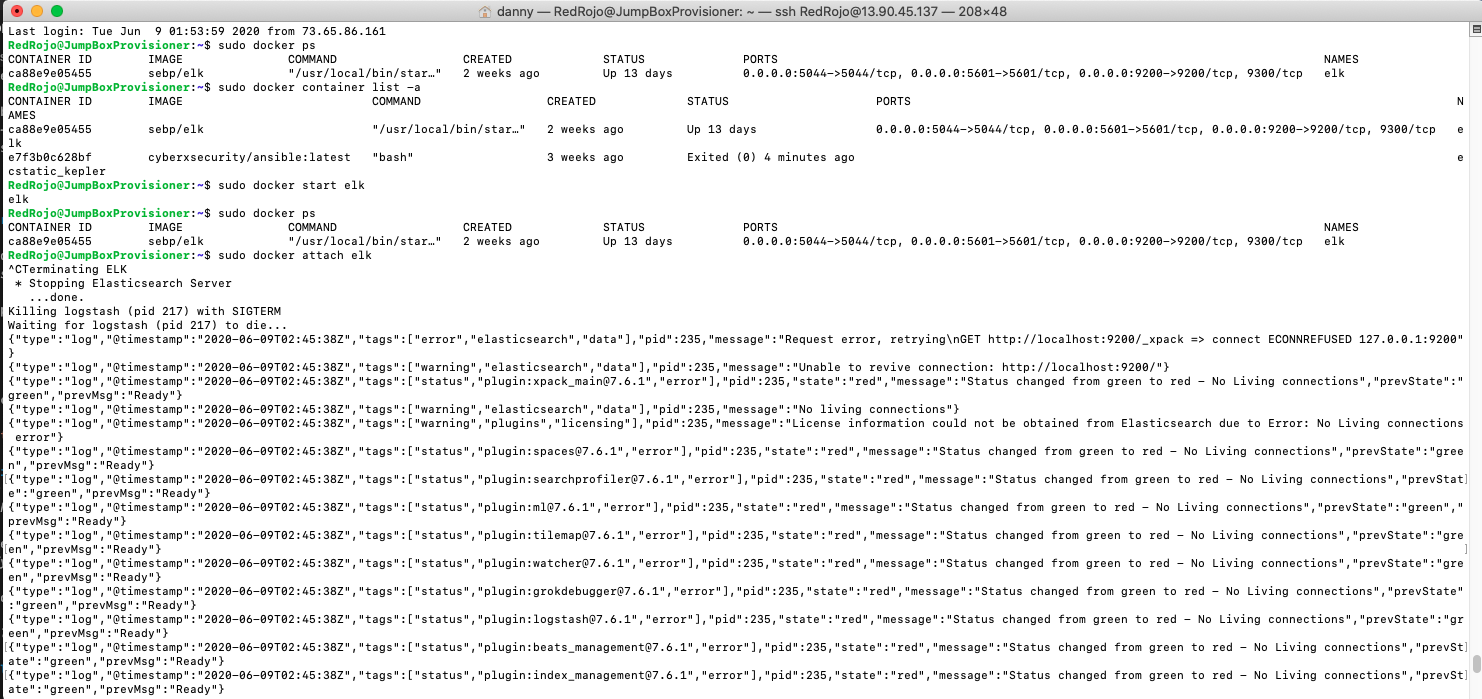 danny — RedRojo@JumpBoxProvisioner: ~ — ssh RedRojo@13.90.45.137 — 208×48
Last login: Tue Jun  9 01:53:59 2020 from 73.65.86.161
RedRojo@JumpBoxProvisioner:~$ sudo docker ps
CONTAINER ID        IMAGE               COMMAND                  CREATED             STATUS              PORTS                                                                              NAMES
ca88e9e05455        sebp/elk            "/usr/local/bin/star…"   2 weeks ago         Up 13 days          0.0.0.0:5044->5044/tcp, 0.0.0.0:5601->5601/tcp, 0.0.0.0:9200->9200/tcp, 9300/tcp   elk
RedRojo@JumpBoxProvisioner:~$ sudo docker container list -a
CONTAINER ID        IMAGE                           COMMAND                  CREATED             STATUS                     PORTS                                                                              N
AMES
ca88e9e05455        sebp/elk                        "/usr/local/bin/star…"   2 weeks ago         Up 13 days                 0.0.0.0:5044->5044/tcp, 0.0.0.0:5601->5601/tcp, 0.0.0.0:9200->9200/tcp, 9300/tcp   e
lk
e7f3b0c628bf        cyberxsecurity/ansible:latest   "bash"                   3 weeks ago         Exited (0) 4 minutes ago                                                                                      e
cstatic_kepler
RedRojo@JumpBoxProvisioner:~$ sudo docker start elk
elk
RedRojo@JumpBoxProvisioner:~$ sudo docker ps
CONTAINER ID        IMAGE               COMMAND                  CREATED             STATUS              PORTS                                                                              NAMES
ca88e9e05455        sebp/elk            "/usr/local/bin/star…"   2 weeks ago         Up 13 days          0.0.0.0:5044->5044/tcp, 0.0.0.0:5601->5601/tcp, 0.0.0.0:9200->9200/tcp, 9300/tcp   elk
RedRojo@JumpBoxProvisioner:~$ sudo docker attach elk
^CTerminating ELK
 * Stopping Elasticsearch Server
   ...done.
Killing logstash (pid 217) with SIGTERM
Waiting for logstash (pid 217) to die...
{"type":"log","@timestamp":"2020-06-09T02:45:38Z","tags":["error","elasticsearch","data"],"pid":235,"message":"Request error, retrying\nGET http://localhost:9200/_xpack => connect ECONNREFUSED 127.0.0.1:9200"
}
{"type":"log","@timestamp":"2020-06-09T02:45:38Z","tags":["warning","elasticsearch","data"],"pid":235,"message":"Unable to revive connection: http://localhost:9200/"}
{"type":"log","@timestamp":"2020-06-09T02:45:38Z","tags":["status","plugin:xpack_main@7.6.1","error"],"pid":235,"state":"red","message":"Status changed from green to red - No Living connections","prevState":"
green","prevMsg":"Ready"}
{"type":"log","@timestamp":"2020-06-09T02:45:38Z","tags":["warning","elasticsearch","data"],"pid":235,"message":"No living connections"}
{"type":"log","@timestamp":"2020-06-09T02:45:38Z","tags":["warning","plugins","licensing"],"pid":235,"message":"License information could not be obtained from Elasticsearch due to Error: No Living connections
 error"}
{"type":"log","@timestamp":"2020-06-09T02:45:38Z","tags":["status","plugin:spaces@7.6.1","error"],"pid":235,"state":"red","message":"Status changed from green to red - No Living connections","prevState":"gree
n","prevMsg":"Ready"}
{"type":"log","@timestamp":"2020-06-09T02:45:38Z","tags":["status","plugin:searchprofiler@7.6.1","error"],"pid":235,"state":"red","message":"Status changed from green to red - No Living connections","prevStat
e":"green","prevMsg":"Ready"}
{"type":"log","@timestamp":"2020-06-09T02:45:38Z","tags":["status","plugin:ml@7.6.1","error"],"pid":235,"state":"red","message":"Status changed from green to red - No Living connections","prevState":"green","
prevMsg":"Ready"}
{"type":"log","@timestamp":"2020-06-09T02:45:38Z","tags":["status","plugin:tilemap@7.6.1","error"],"pid":235,"state":"red","message":"Status changed from green to red - No Living connections","prevState":"gre
en","prevMsg":"Ready"}
{"type":"log","@timestamp":"2020-06-09T02:45:38Z","tags":["status","plugin:watcher@7.6.1","error"],"pid":235,"state":"red","message":"Status changed from green to red - No Living connections","prevState":"gre
en","prevMsg":"Ready"}
{"type":"log","@timestamp":"2020-06-09T02:45:38Z","tags":["status","plugin:grokdebugger@7.6.1","error"],"pid":235,"state":"red","message":"Status changed from green to red - No Living connections","prevState"
:"green","prevMsg":"Ready"}
{"type":"log","@timestamp":"2020-06-09T02:45:38Z","tags":["status","plugin:logstash@7.6.1","error"],"pid":235,"state":"red","message":"Status changed from green to red - No Living connections","prevState":"gr
een","prevMsg":"Ready"}
{"type":"log","@timestamp":"2020-06-09T02:45:38Z","tags":["status","plugin:beats_management@7.6.1","error"],"pid":235,"state":"red","message":"Status changed from green to red - No Living connections","prevSt
ate":"green","prevMsg":"Ready"}
{"type":"log","@timestamp":"2020-06-09T02:45:38Z","tags":["status","plugin:index_management@7.6.1","error"],"pid":235,"state":"red","message":"Status changed from green to red - No Living connections","prevSt
ate":"green","prevMsg":"Ready"}